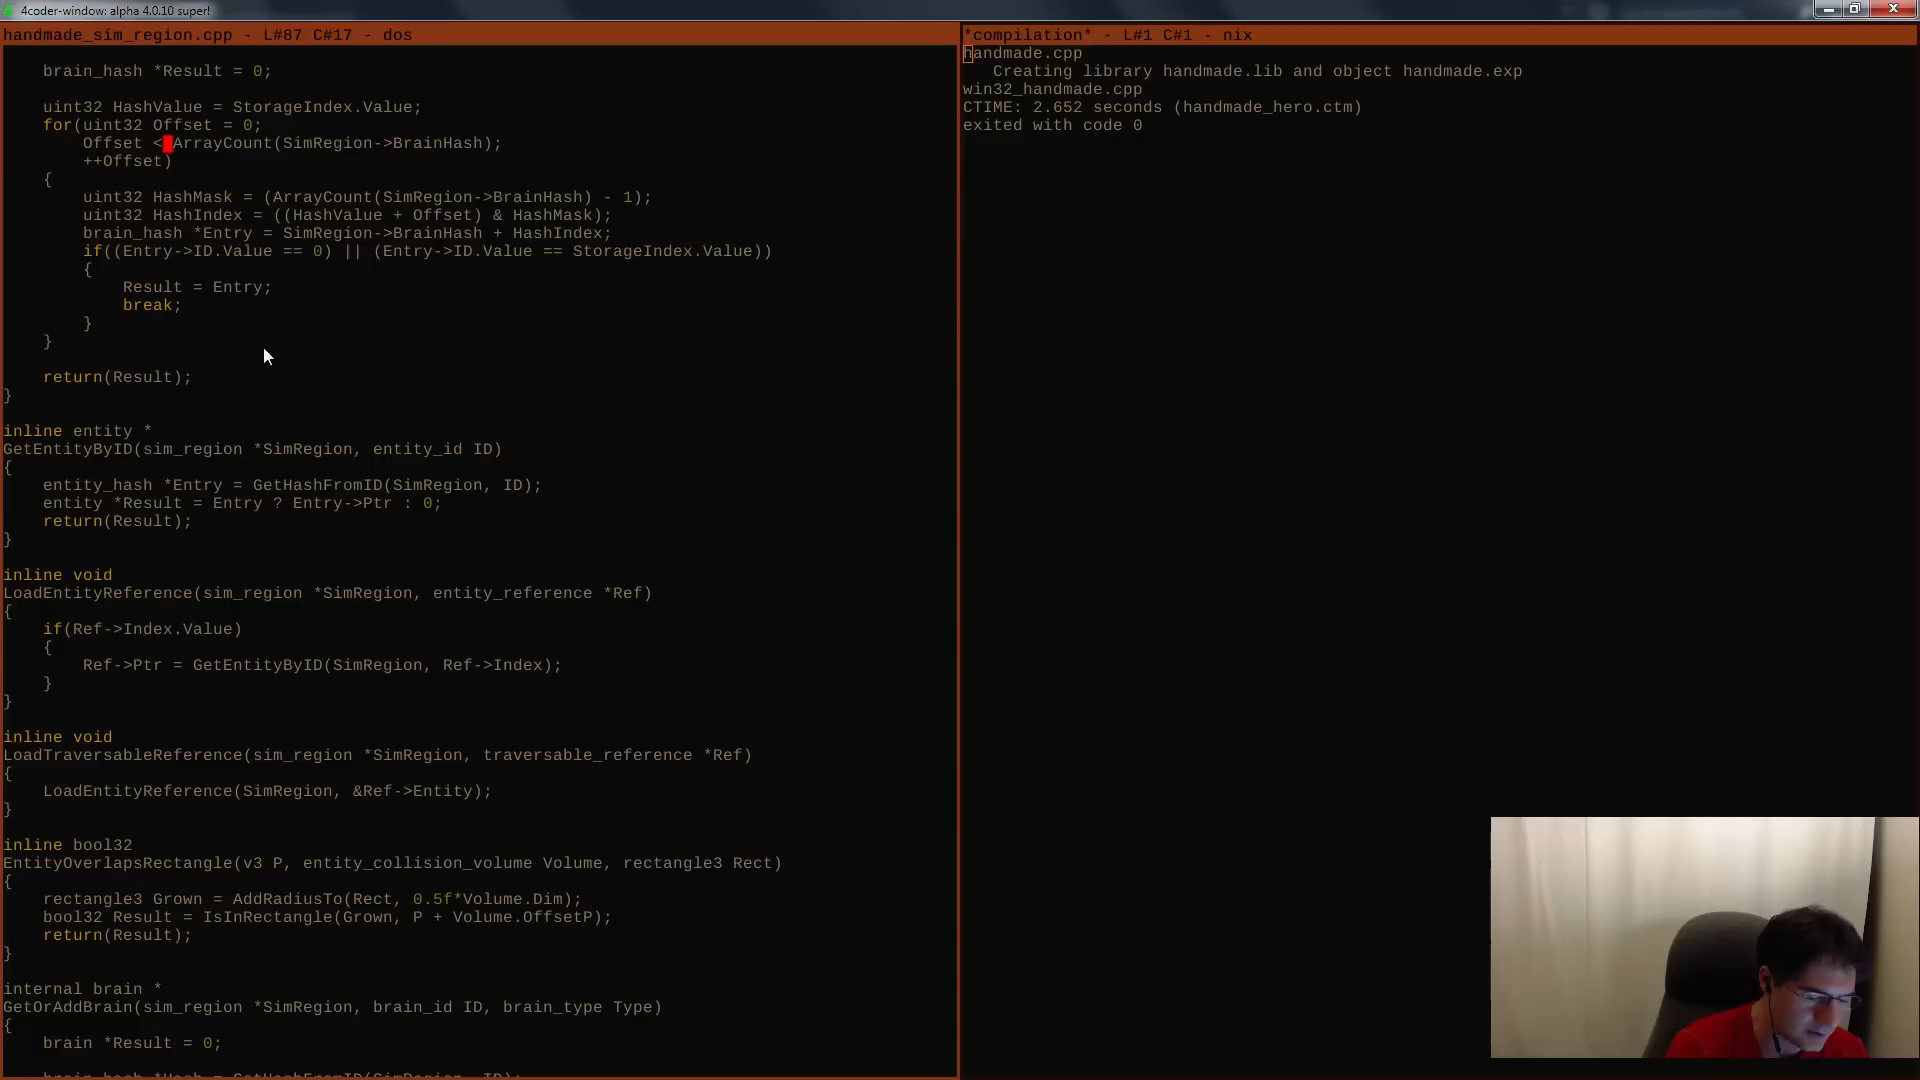 4coder-window: alpha 4.0.10 super!
handmade_sim_region.cpp - L#87 C#17 - dos
brain_hash *Result = 0;
uint32 HashValue = StorageIndex.Value;
for(uint32 Offset = 0;
Offset < ArrayCount(SimRegion->BrainHash);
++Offset)
{
uint32 HashMask = (ArrayCount(SimRegion->BrainHash) - 1);
uint32 HashIndex = ((HashValue + Offset) & HashMask);
brain_hash *Entry = SimRegion->BrainHash + HashIndex;
if((Entry->ID.Value == 0) || (Entry->ID.Value == StorageIndex.Value))
{
Result = Entry;
break;
}
}
return(Result);
}
inline entity *
GetEntityByID(sim_region *SimRegion, entity_id ID)
{
entity_hash *Entry = GetHashFromID(SimRegion, ID);
entity *Result = Entry ? Entry->Ptr : 0;
return(Result);
}
inline void
LoadEntityReference(sim_region *SimRegion, entity_reference *Ref)
{
if(Ref->Index.Value)
{
Ref->Ptr = GetEntityByID(SimRegion, Ref->Index);
}
}
inline void
LoadTraversableReference(sim_region *SimRegion, traversable_reference *Ref)
{
LoadEntityReference(SimRegion, &Ref->Entity);
}
inline bool32
EntityOverlapsRectangle(v3 P, entity_collision_volume Volume, rectangle3 Rect)
{
rectangle3 Grown = AddRadiusTo(Rect, 0.5f*Volume.Dim);
bool32 Result = IsInRectangle(Grown, P + Volume.OffsetP);
return(Result);
}
internal brain *
GetOrAddBrain(sim_region *SimRegion, brain_id ID, brain_type Type)
{
brain *Result = 0;
brain_hash *Hash = GetHashFromID(SimRegion, ID);
*compilation* - L#1 C#1 - nix
handmade.cpp
Creating library handmade.lib and object handmade.exp
win32_handmade.cpp
CTIME: 2.652 seconds (handmade_hero.ctm)
exited with code 0